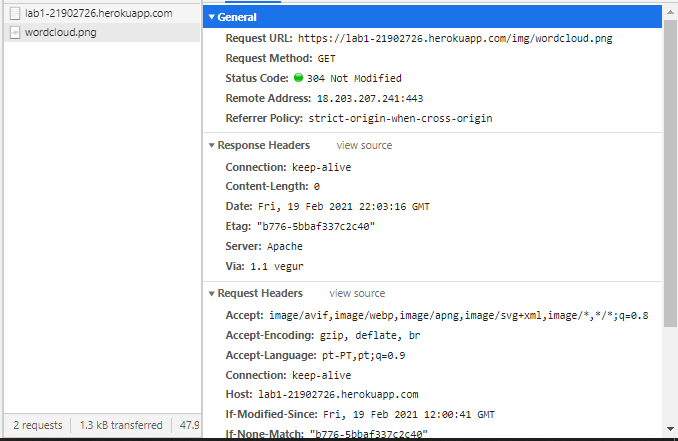 lab1-21902726.herokuapp.com
wordcloud.png
2 requests
1.3 kB transferred
47.9
General
Request URL: https://lab1-21902726.herokuapp.com/img/wordcloud.png
Request Method: GET
Status Code: 304 Not Modified
Remote Address: 18.203.207.241:443
Referrer Policy: strict-origin-when-cross-origin
Response Headers view source
Connection: keep-alive
Content-Length: 0
Date: Fri, 19 Feb 2021 22:03:16 GMT
Etag: "b776-5bbaf337c2c40"
Server: Apache
Via: 1.1 vegur
Request Headers view source
Accept: image/avif,image/webp,image/apng,image/svg+xml,image/*,*/*;q=0.8
Accept-Encoding: gzip, deflate, br
Accept-Language: pt-PT,pt;q=0.9
Connection: keep-alive
Host: lab1-21902726.herokuapp.com
If-Modified-Since: Fri, 19 Feb 2021 12:00:41 GMT
If-None-Match: "b776-5bbaf337c2c40"